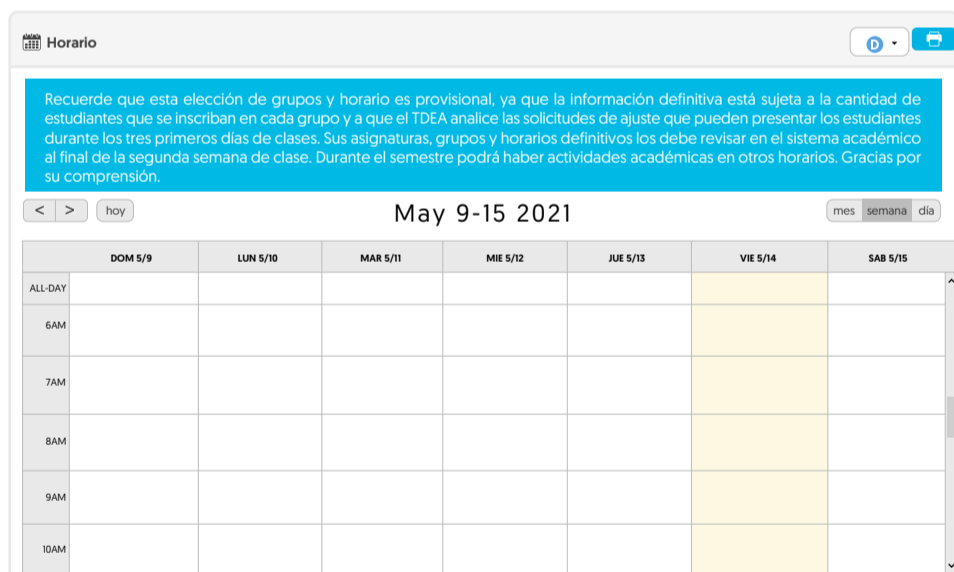 Horario
D
Recuerde que esta elección de grupos y horario es provisional, ya que la información definitiva está sujeta a la cantidad de
estudiantes que se inscriban en cada grupo y a que el TDEA analice las solicitudes de ajuste que pueden presentar los estudiantes
durante los tres primeros días de clases. Sus asignaturas, grupos y horarios definitivos los debe revisar en el sistema académico
al final de la segunda semana de clase. Durante el semestre podrá haber actividades académicas en otros horarios. Gracias por
su comprensión.
< > hoy May 9-15 2021 mes semana día
DOM 5/9 LUN 5/10 MAR 5/11 MIE 5/12 JUE 5/13 VIE 5/14 SAB 5/15
ALL-DAY
6AM
7AM
8AM
9AM
10AM